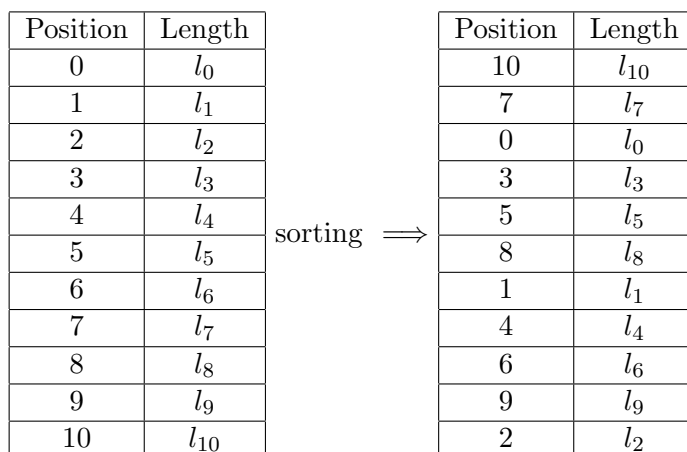 Position Length Position Length
0 l₀ 10 l₁₀
1 l₁ 7 l₇
2 l₂ 0 l₀
3 l₃ 3 l₃
4 l₄ 5 l₅
sorting ⟹
5 l₅ 8 l₈
6 l₆ 1 l₁
7 l₇ 4 l₄
8 l₈ 6 l₆
9 l₉ 9 l₉
10 l₁₀ 2 l₂